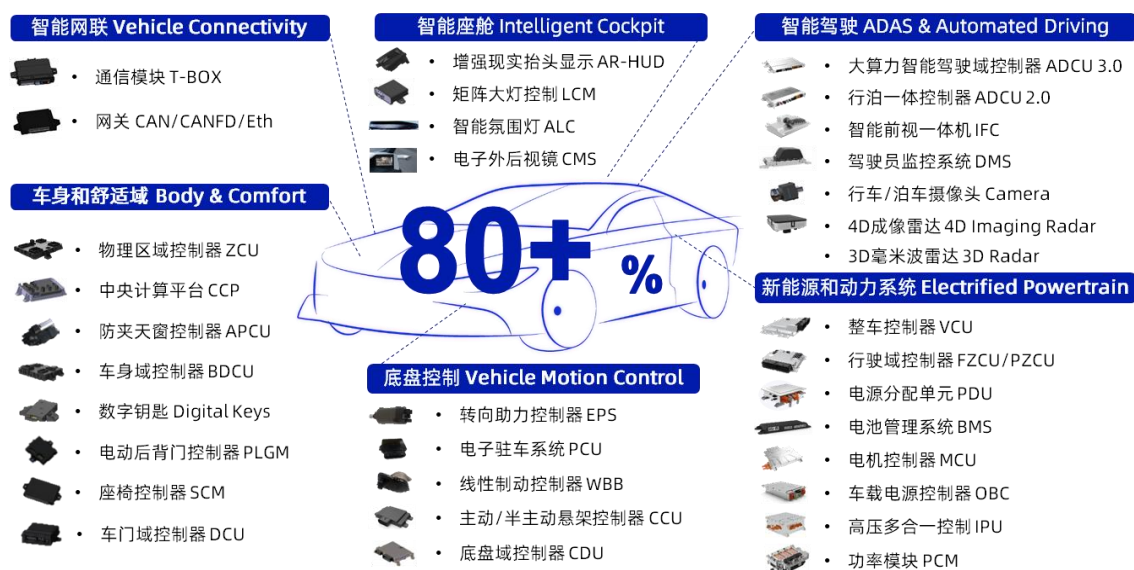 智能网联 Vehicle Connectivity
• 通信模块 T-BOX
• 网关 CAN/CANFD/Eth
车身和舒适域 Body & Comfort
• 物理区域控制器 ZCU
• 中央计算平台 CCP
• 防夹天窗控制器 APCU
• 车身域控制器 BDCU
• 数字钥匙 Digital Keys
• 电动后背门控制器 PLGM
• 座椅控制器 SCM
• 车门域控制器 DCU
智能座舱 Intelligent Cockpit
• 增强现实抬头显示 AR-HUD
• 矩阵大灯控制 LCM
• 智能氛围灯 ALC
• 电子外后视镜 CMS
80+%
底盘控制 Vehicle Motion Control
• 转向助力控制器 EPS
• 电子驻车系统 PCU
• 线性制动控制器 WBB
• 主动/半主动悬架控制器 CCU
• 底盘域控制器 CDU
智能驾驶 ADAS & Automated Driving
• 大算力智能驾驶域控制器 ADCU 3.0
• 行泊一体控制器 ADCU 2.0
• 智能前视一体机 IFC
• 驾驶员监控系统 DMS
• 行车/泊车摄像头 Camera
• 4D成像雷达 4D Imaging Radar
• 3D毫米波雷达 3D Radar
新能源和动力系统 Electrified Powertrain
• 整车控制器 VCU
• 行驶域控制器 FZCU/PZCU
• 电源分配单元 PDU
• 电池管理系统 BMS
• 电机控制器 MCU
• 车载电源控制器 OBC
• 高压多合一控制 IPU
• 功率模块 PCM